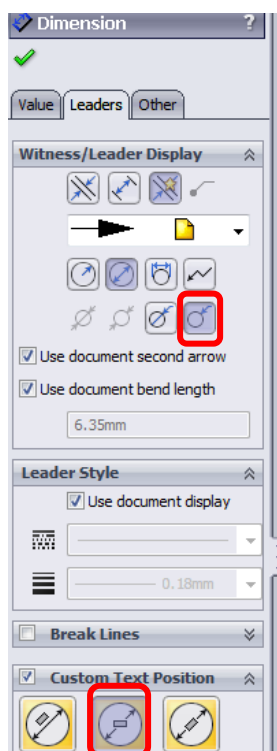 Dimension ?
Value Leaders Other
Witness/Leader Display
Use document second arrow
Use document bend length
6.35mm
Leader Style
Use document display
0.18mm
Break Lines
Custom Text Position